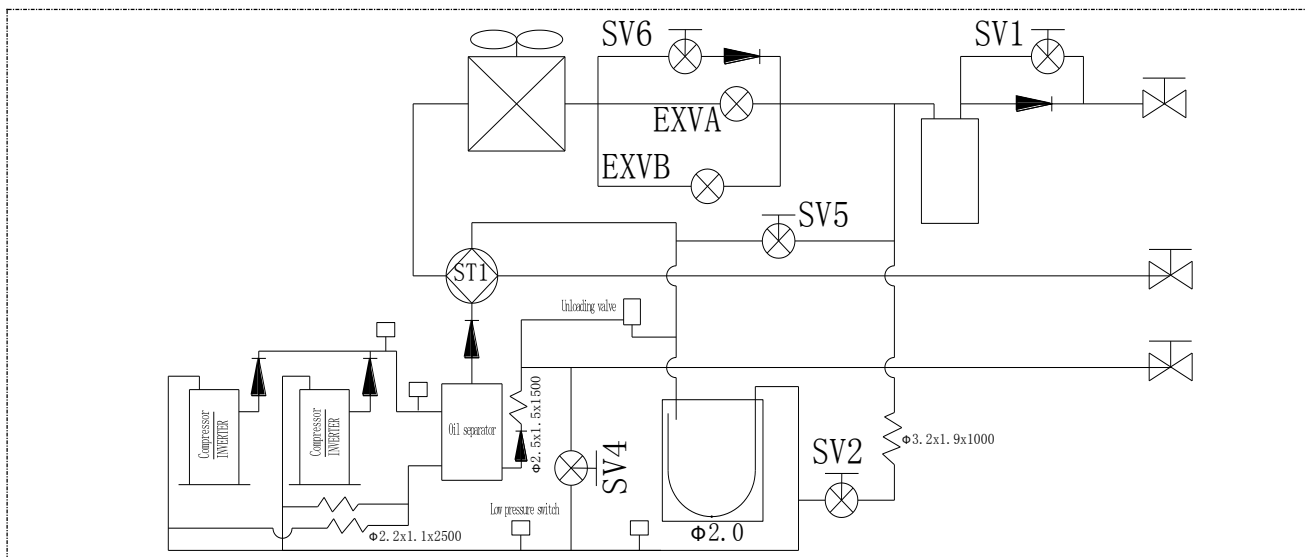 SV6
SV1
EXVA
EXVB
SV5
ST1
Unloading valve
Compressor
INVERTER
Compressor
INVERTER
Oil separator
Φ2.5x1.5x1500
Φ3.2x1.9x1000
SV4
SV2
Low pressure switch
Φ2.0
Φ2.2x1.1x2500